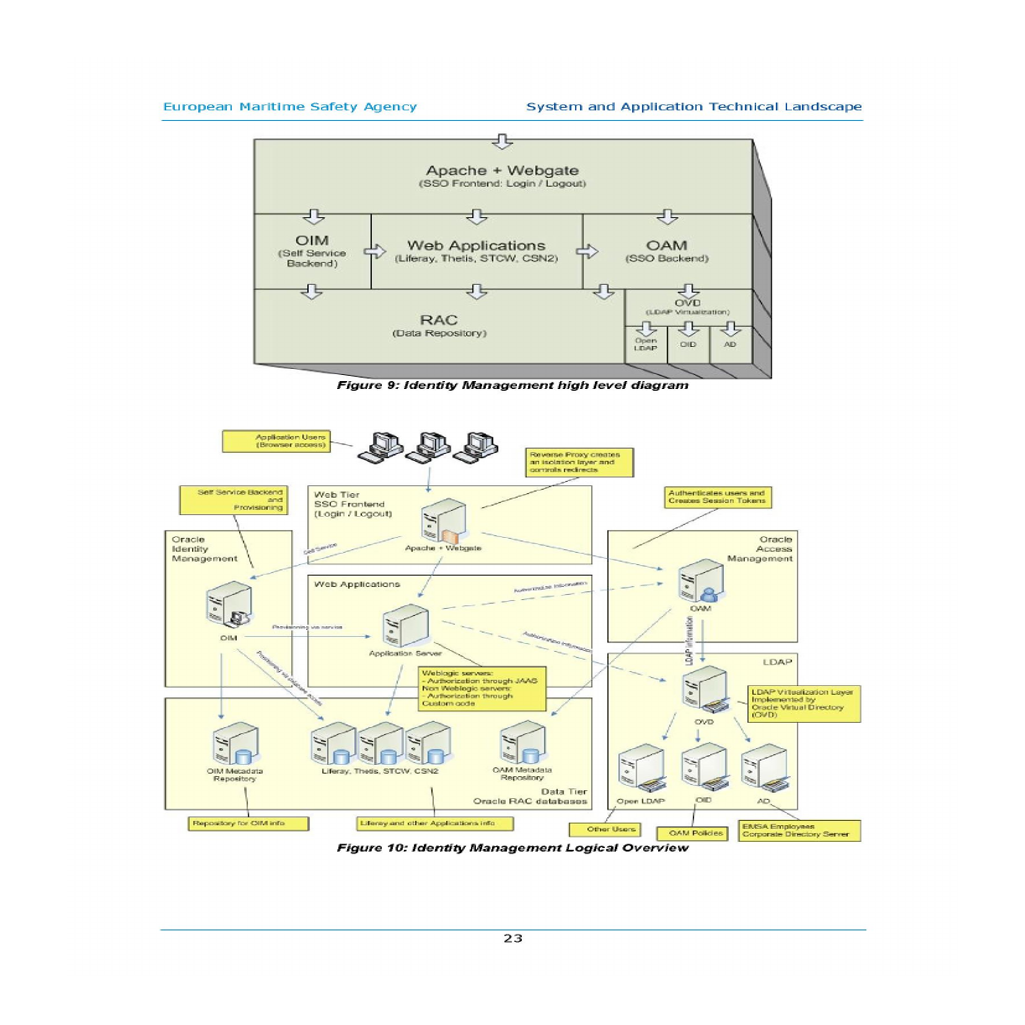 European Maritime Safety Agency
System and Application Technical Landscape
Apache + Webgate
(SSO Frontend: Login / Logout)
OIM
(Self Service
Backend)
Web Applications
(Liferay, Thetis, STCW, CSN2)
OAM
(SSO Backend)
RAC
(Data Repository)
OVD
(LDAP Virtualization)
Open
LDAP
OID
AD
Figure 9: Identity Management high level diagram
Application Users
(Browser access)
Reverse Proxy creates
an isolation layer and
controls redirects
Self Service Backend
and
Provisioning
Web Tier
SSO Frontend
(Login / Logout)
Authenticates users and
Creates Session Tokens
Oracle
Identity
Management
Self Service
Apache + Webgate
Oracle
Access
Management
Web Applications
Authentication Information
OAM
OIM
Provisioning via service
Application Server
Authorization Information
LDAP Information
Provisioning via database access
LDAP
Weblogic servers:
- Authorization through JAAS
Non Weblogic servers:
- Authorization through
Custom code
LDAP Virtualization Layer
Implemented by
Oracle Virtual Directory
(OVD)
OVD
OIM Metadata
Repository
Liferay, Thetis, STCW, CSN2
OAM Metadata
Repository
Data Tier
Oracle RAC databases
Open LDAP
OID
AD
Repository for OIM info
Liferay and other Applications info
Other Users
OAM Policies
EMSA Employees
Corporate Directory Server
Figure 10: Identity Management Logical Overview
23